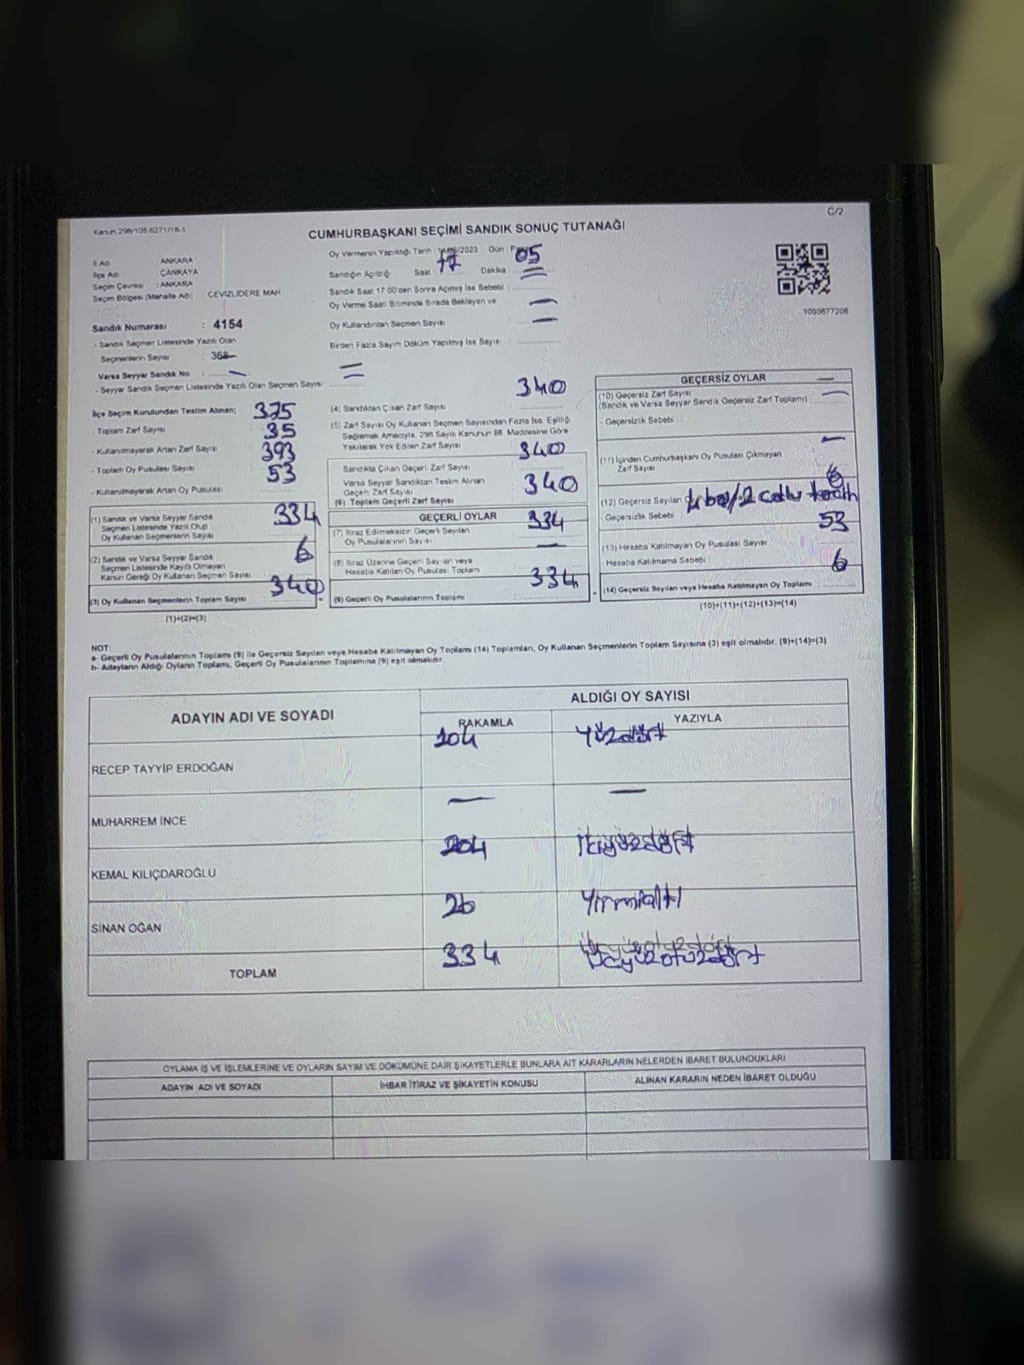 C/2
Kanun 298/105,6271/18-1
CUMHURBAŞKANI SEÇİMİ SANDIK SONUÇ TUTANAĞI
İl Adı : ANKARA
İlçe Adı : ÇANKAYA
Seçim Çevresi : ANKARA
Seçim Bölgesi (Mahalle Adı) : CEVİZLİDERE MAH
Sandık Numarası : 4154
- Sandık Seçmen Listesinde Yazılı Olan
Seçmenlerin Sayısı : 368
Varsa Seyyar Sandık No : —
- Seyyar Sandık Seçmen Listesinde Yazılı Olan Seçmen Sayısı : =
Oy Vermenin Yapıldığı Tarih /2023 Gün
Sandığın Açıldığı Saat 17 Dakika 05
Sandık Saat 17:00'den Sonra Açılmış İse Sebebi : =
Oy Verme Saati Bitiminde Sırada Bekleyen ve —
Oy Kullandırılan Seçmen Sayısı : —
Birden Fazla Sayım Döküm Yapılmış İse Sayısı :
1093677206
İlçe Seçim Kurulundan Teslim Alınan; 375
- Toplam Zarf Sayısı 35
- Kullanılmayarak Artan Zarf Sayısı 393
- Toplam Oy Pusulası Sayısı 53
- Kullanılmayarak Artan Oy Pusulası
(1) Sandık ve Varsa Seyyar Sandık 334
Seçmen Listesinde Yazılı Olup
Oy Kullanan Seçmenlerin Sayısı
(2) Sandık ve Varsa Seyyar Sandık 6
Seçmen Listesinde Kayıtlı Olmayan
Kanun Gereği Oy Kullanan Seçmen Sayısı
(3) Oy Kullanan Seçmenlerin Toplam Sayısı 340
(1)+(2)=(3)
340
(4) Sandıktan Çıkan Zarf Sayısı
(5) Zarf Sayısı Oy Kullanan Seçmen Sayısından Fazla İse, Eşitliği
Sağlamak Amacıyla, 298 Sayılı Kanunun 98. Maddesine Göre
Yakılarak Yok Edilen Zarf Sayısı 340
Sandıkta Çıkan Geçerli Zarf Sayısı
Varsa Seyyar Sandıktan Teslim Alınan
Geçerli Zarf Sayısı 340
(6) Toplam Geçerli Zarf Sayısı
GEÇERLİ OYLAR
(7) İtiraz Edilmeksizin Geçerli Sayılan 334
Oy Pusulalarının Sayısı —
(8) İtiraz Üzerine Geçerli Sayılan veya
Hesaba Katılan Oy Pusulası Toplam 334
(9) Geçerli Oy Pusulalarının Toplamı
GEÇERSİZ OYLAR
(10) Geçersiz Zarf Sayısı —
(Sandık ve Varsa Seyyar Sandık Geçersiz Zarf Toplamı)
- Geçersizlik Sebebi :
(11) İçinden Cumhurbaşkanı Oy Pusulası Çıkmayan —
Zarf Sayısı 6
(12) Geçersiz Sayılan
- Geçersizlik Sebebi 53
(13) Hesaba Katılmayan Oy Pusulası Sayısı
Hesaba Katılmama Sebebi : 6
(14) Geçersiz Sayılan veya Hesaba Katılmayan Oy Toplamı
(10)+(11)+(12)+(13)=(14)
NOT:
a- Geçerli Oy Pusulalarının Toplamı (9) ile Geçersiz Sayılan veya Hesaba Katılmayan Oy Toplamı (14) Toplamları, Oy Kullanan Seçmenlerin Toplam Sayısına (3) eşit olmalıdır. (9)+(14)=(3)
b- Adayların Aldığı Oyların Toplamı, Geçerli Oy Pusulalarının Toplamına (9) eşit olmalıdır.
ADAYIN ADI VE SOYADI
ALDIĞI OY SAYISI
RAKAMLA YAZIYLA
RECEP TAYYİP ERDOĞAN 104 Yüzdört
MUHARREM İNCE — —
KEMAL KILIÇDAROĞLU 204 İkiyüzdört
SİNAN OĞAN 26 Yirmialtı
TOPLAM 334 Üçyüzotuzdört
OYLAMA İŞ VE İŞLEMLERİNE VE OYLARIN SAYIM VE DÖKÜMÜNE DAİR ŞİKAYETLERLE BUNLARA AİT KARARLARIN NELERDEN İBARET BULUNDUKLARI
ADAYIN ADI VE SOYADI İHBAR İTİRAZ VE ŞİKAYETİN KONUSU ALINAN KARARIN NEDEN İBARET OLDUĞU